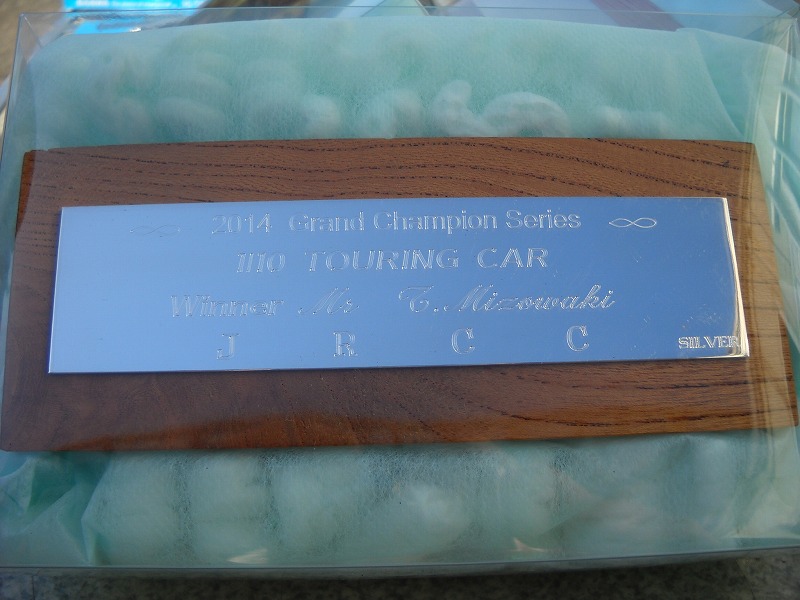 2014 Grand Champion Series
1/10 TOURING CAR
Winner Mr. T. Mizowaki
J R C C
SILVER